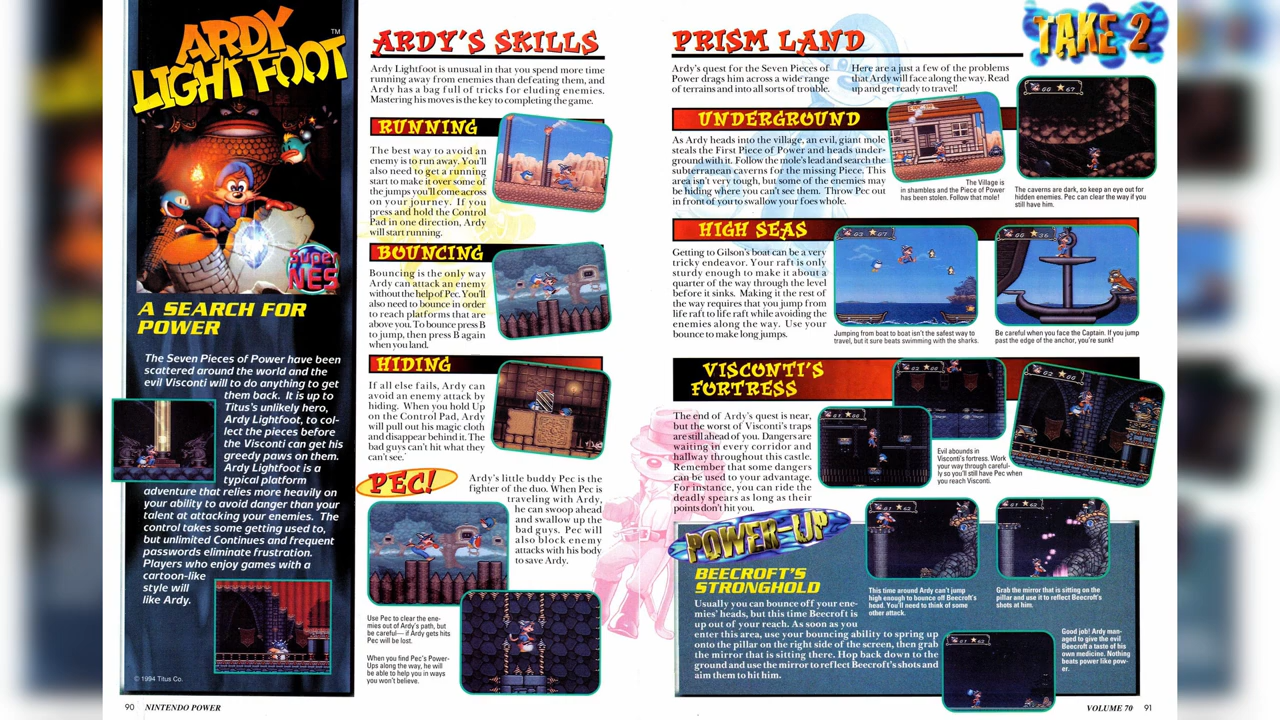 ARDY
LIGHT FOOT
TM
SUPER
NES
A SEARCH FOR
POWER
The Seven Pieces of Power have been
scattered around the world and the
evil Visconti will to do anything to get
them back. It is up to
Titus's unlikely hero,
Ardy Lightfoot, to col-
lect the pieces before
the Visconti can get his
greedy paws on them.
Ardy Lightfoot is a
typical platform
adventure that relies more heavily on
your ability to avoid danger than your
talent at attacking your enemies. The
control takes some getting used to,
but unlimited Continues and frequent
passwords eliminate frustration.
Players who enjoy games with a
cartoon-like
style will
like Ardy.
© 1994 Titus Co.
90 NINTENDO POWER
ARDY'S SKILLS
Ardy Lightfoot is unusual in that you spend more time
running away from enemies than defeating them, and
Ardy has a bag full of tricks for eluding enemies.
Mastering his moves is the key to completing the game.
RUNNING
The best way to avoid an
enemy is to run away. You'll
also need to get a running
start to make it over some of
the jumps you'll come across
on your journey. If you
press and hold the Control
Pad in one direction, Ardy
will start running.
BOUNCING
Bouncing is the only way
Ardy can attack an enemy
without the help of Pec. You'll
also need to bounce in order
to reach platforms that are
above you. To bounce press B
to jump, then press B again
when you land.
HIDING
If all else fails, Ardy can
avoid an enemy attack by
hiding. When you hold Up
on the Control Pad, Ardy
will pull out his magic cloth
and disappear behind it. The
bad guys can't hit what they
can't see.
PEC!
Ardy's little buddy Pec is the
fighter of the duo. When Pec is
traveling with Ardy,
he can swoop ahead
and swallow up the
bad guys. Pec will
also block enemy
attacks with his body
to save Ardy.
Use Pec to clear the ene-
mies out of Ardy's path, but
be careful— if Ardy gets hits
Pec will be lost.
When you find Pec's Power-
Ups along the way, he will
be able to help you in ways
you won't believe.
TAKE 2
PRISM LAND
Ardy's quest for the Seven Pieces of
Power drags him across a wide range
of terrains and into all sorts of trouble.
Here are a just a few of the problems
that Ardy will face along the way. Read
up and get ready to travel!
UNDERGROUND
As Ardy heads into the village, an evil, giant mole
steals the First Piece of Power and heads under-
ground with it. Follow the mole's lead and search the
subterranean caverns for the missing Piece. This
area isn't very tough, but some of the enemies may
be hiding where you can't see them. Throw Pec out
in front of you to swallow your foes whole.
The Village is
in shambles and the Piece of Power
has been stolen. Follow that mole!
00 67
The caverns are dark, so keep an eye out for
hidden enemies. Pec can clear the way if you
still have him.
HIGH SEAS
Getting to Gilson's boat can be a very
tricky endeavor. Your raft is only
sturdy enough to make it about a
quarter of the way through the level
before it sinks. Making it the rest of
the way requires that you jump from
life raft to life raft while avoiding the
enemies along the way. Use your
bounce to make long jumps.
03 07
Jumping from boat to boat isn't the safest way to
travel, but it sure beats swimming with the sharks.
00 36
Be careful when you face the Captain. If you jump
past the edge of the anchor, you're sunk!
VISCONTI'S
FORTRESS
The end of Ardy's quest is near,
but the worst of Visconti's traps
are still ahead of you. Dangers are
waiting in every corridor and
hallway throughout this castle.
Remember that some dangers
can be used to your advantage.
For instance, you can ride the
deadly spears as long as their
points don't hit you.
02 00
02 00
Evil abounds in
Visconti's fortress. Work
your way through careful-
ly so you'll still have Pec when
you reach Visconti.
POWER-UP
BEECROFT'S
STRONGHOLD
Usually you can bounce off your ene-
mies' heads, but this time Beecroft is
up out of your reach. As soon as you
enter this area, use your bouncing ability to spring up
onto the pillar on the right side of the screen, then grab
the mirror that is sitting there. Hop back down to the
ground and use the mirror to reflect Beecroft's shots and
aim them to hit him.
01 62
This time around Ardy can't jump
high enough to bounce off Beecroft's
head. You'll need to think of some
other attack.
01 62
Grab the mirror that is sitting on the
pillar and use it to reflect Beecroft's
shots at him.
01 62
Good job! Ardy man-
aged to give the evil
Beecroft a taste of his
own medicine. Nothing
beats power like pow-
er.
VOLUME 70 91